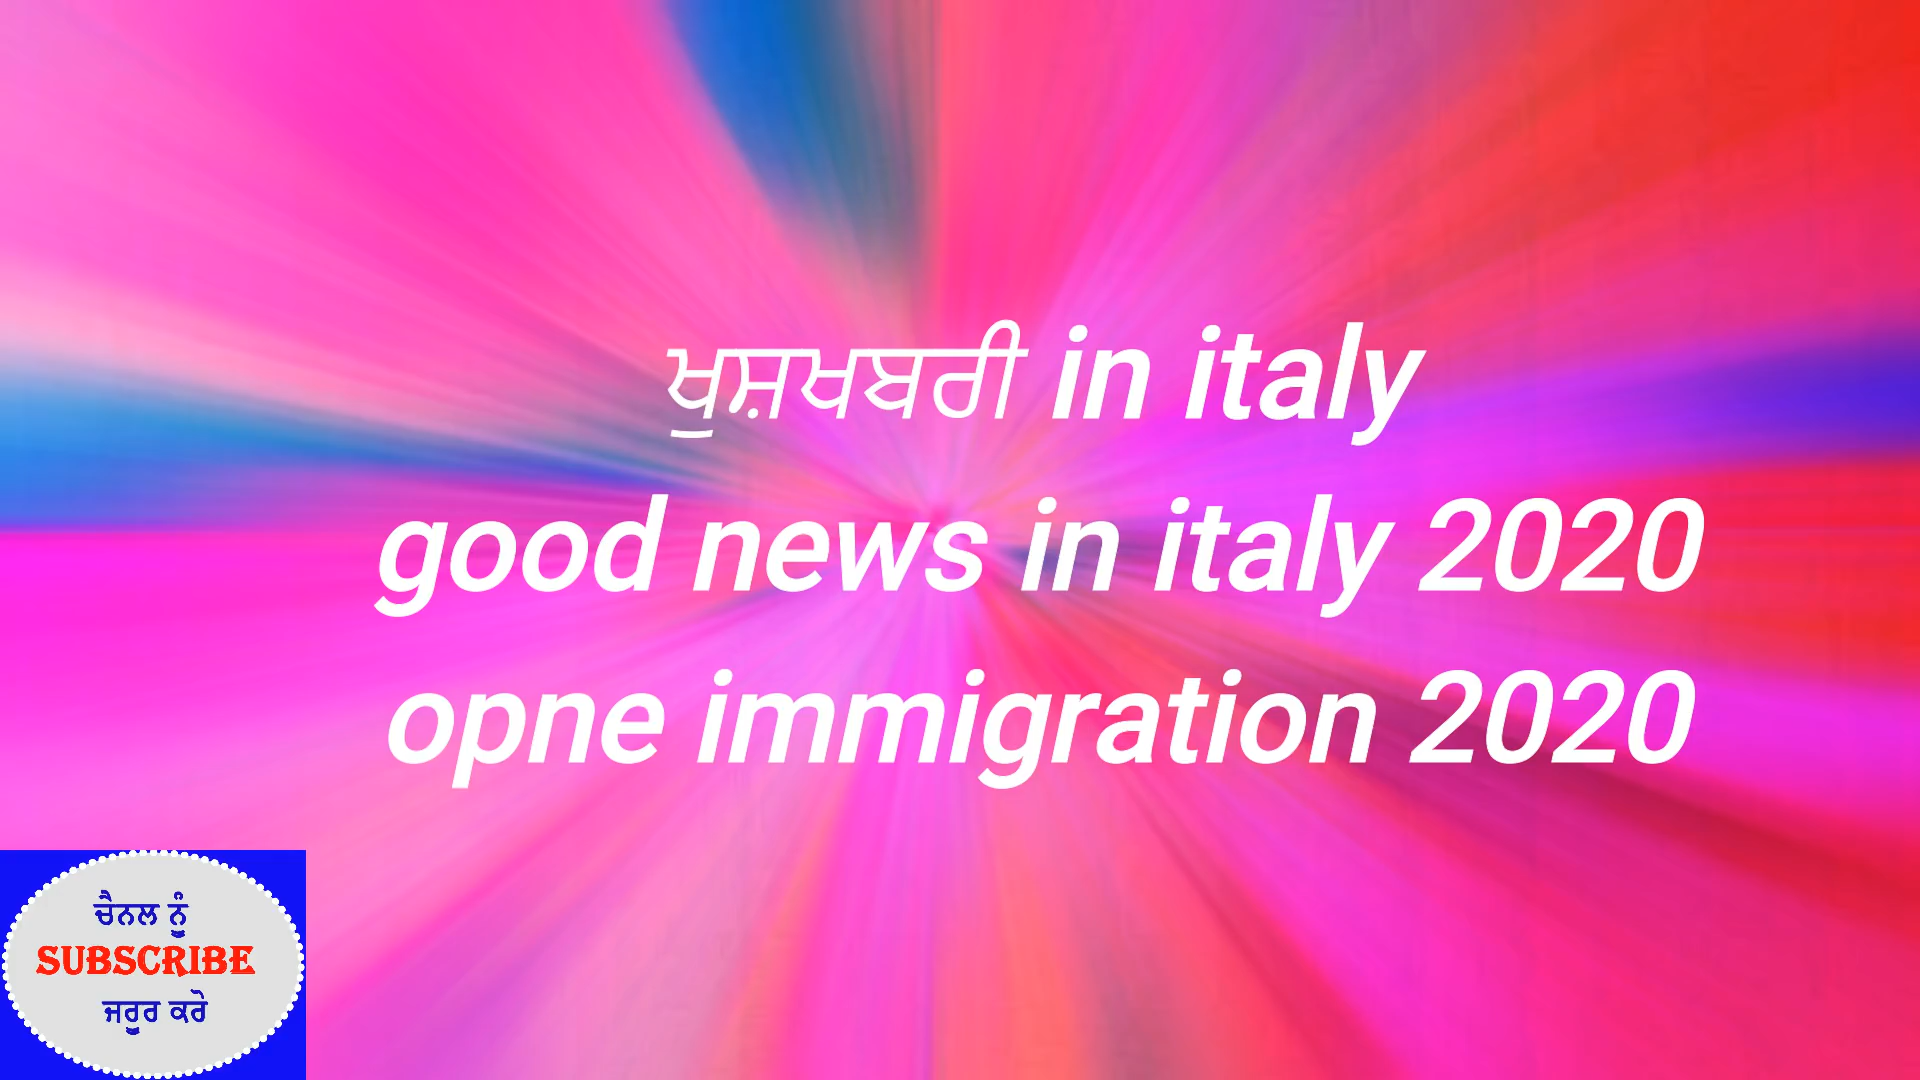 ਖੁਸ਼ਖਬਰੀ in italy
good news in italy 2020
opne immigration 2020
ਚੈਨਲ ਨੂੰ
SUBSCRIBE
ਜਰੂਰ ਕਰੋ